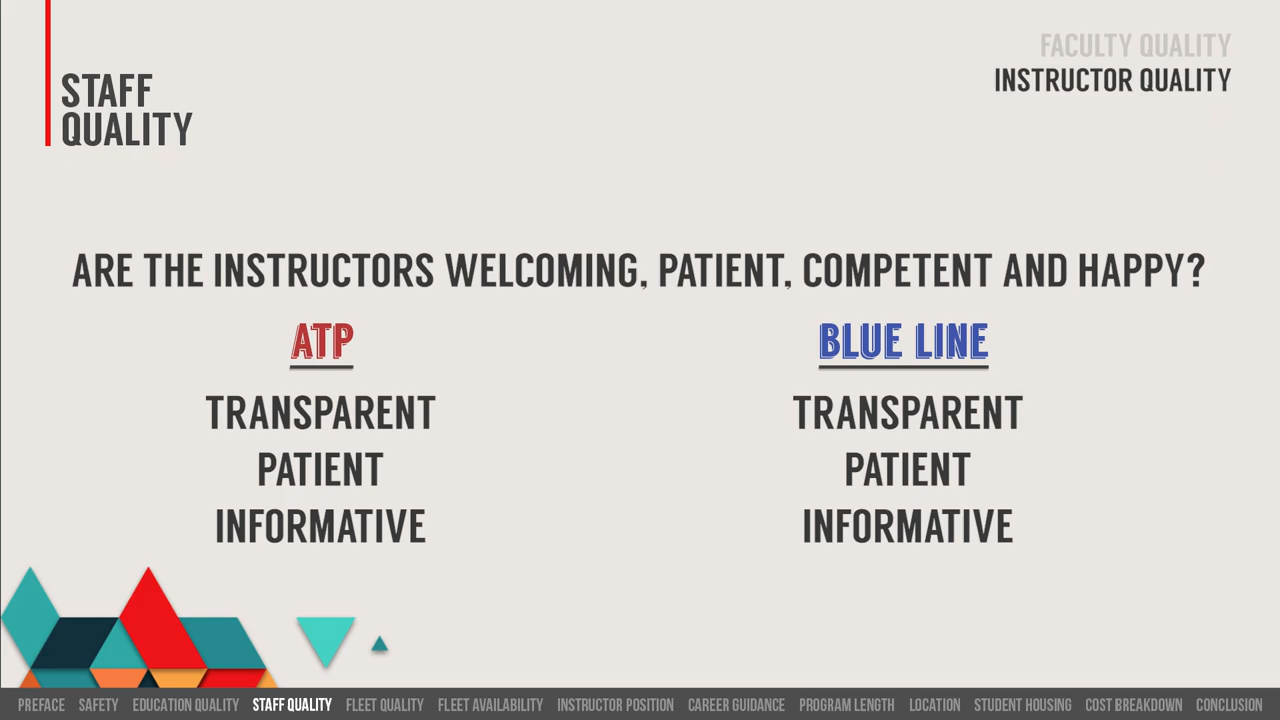 STAFF
QUALITY
FACULTY QUALITY
INSTRUCTOR QUALITY
ARE THE INSTRUCTORS WELCOMING, PATIENT, COMPETENT AND HAPPY?
ATP
TRANSPARENT
PATIENT
INFORMATIVE
BLUE LINE
TRANSPARENT
PATIENT
INFORMATIVE
PREFACE SAFETY EDUCATION QUALITY STAFF QUALITY FLEET QUALITY FLEET AVAILABILITY INSTRUCTOR POSITION CAREER GUIDANCE PROGRAM LENGTH LOCATION STUDENT HOUSING COST BREAKDOWN CONCLUSION